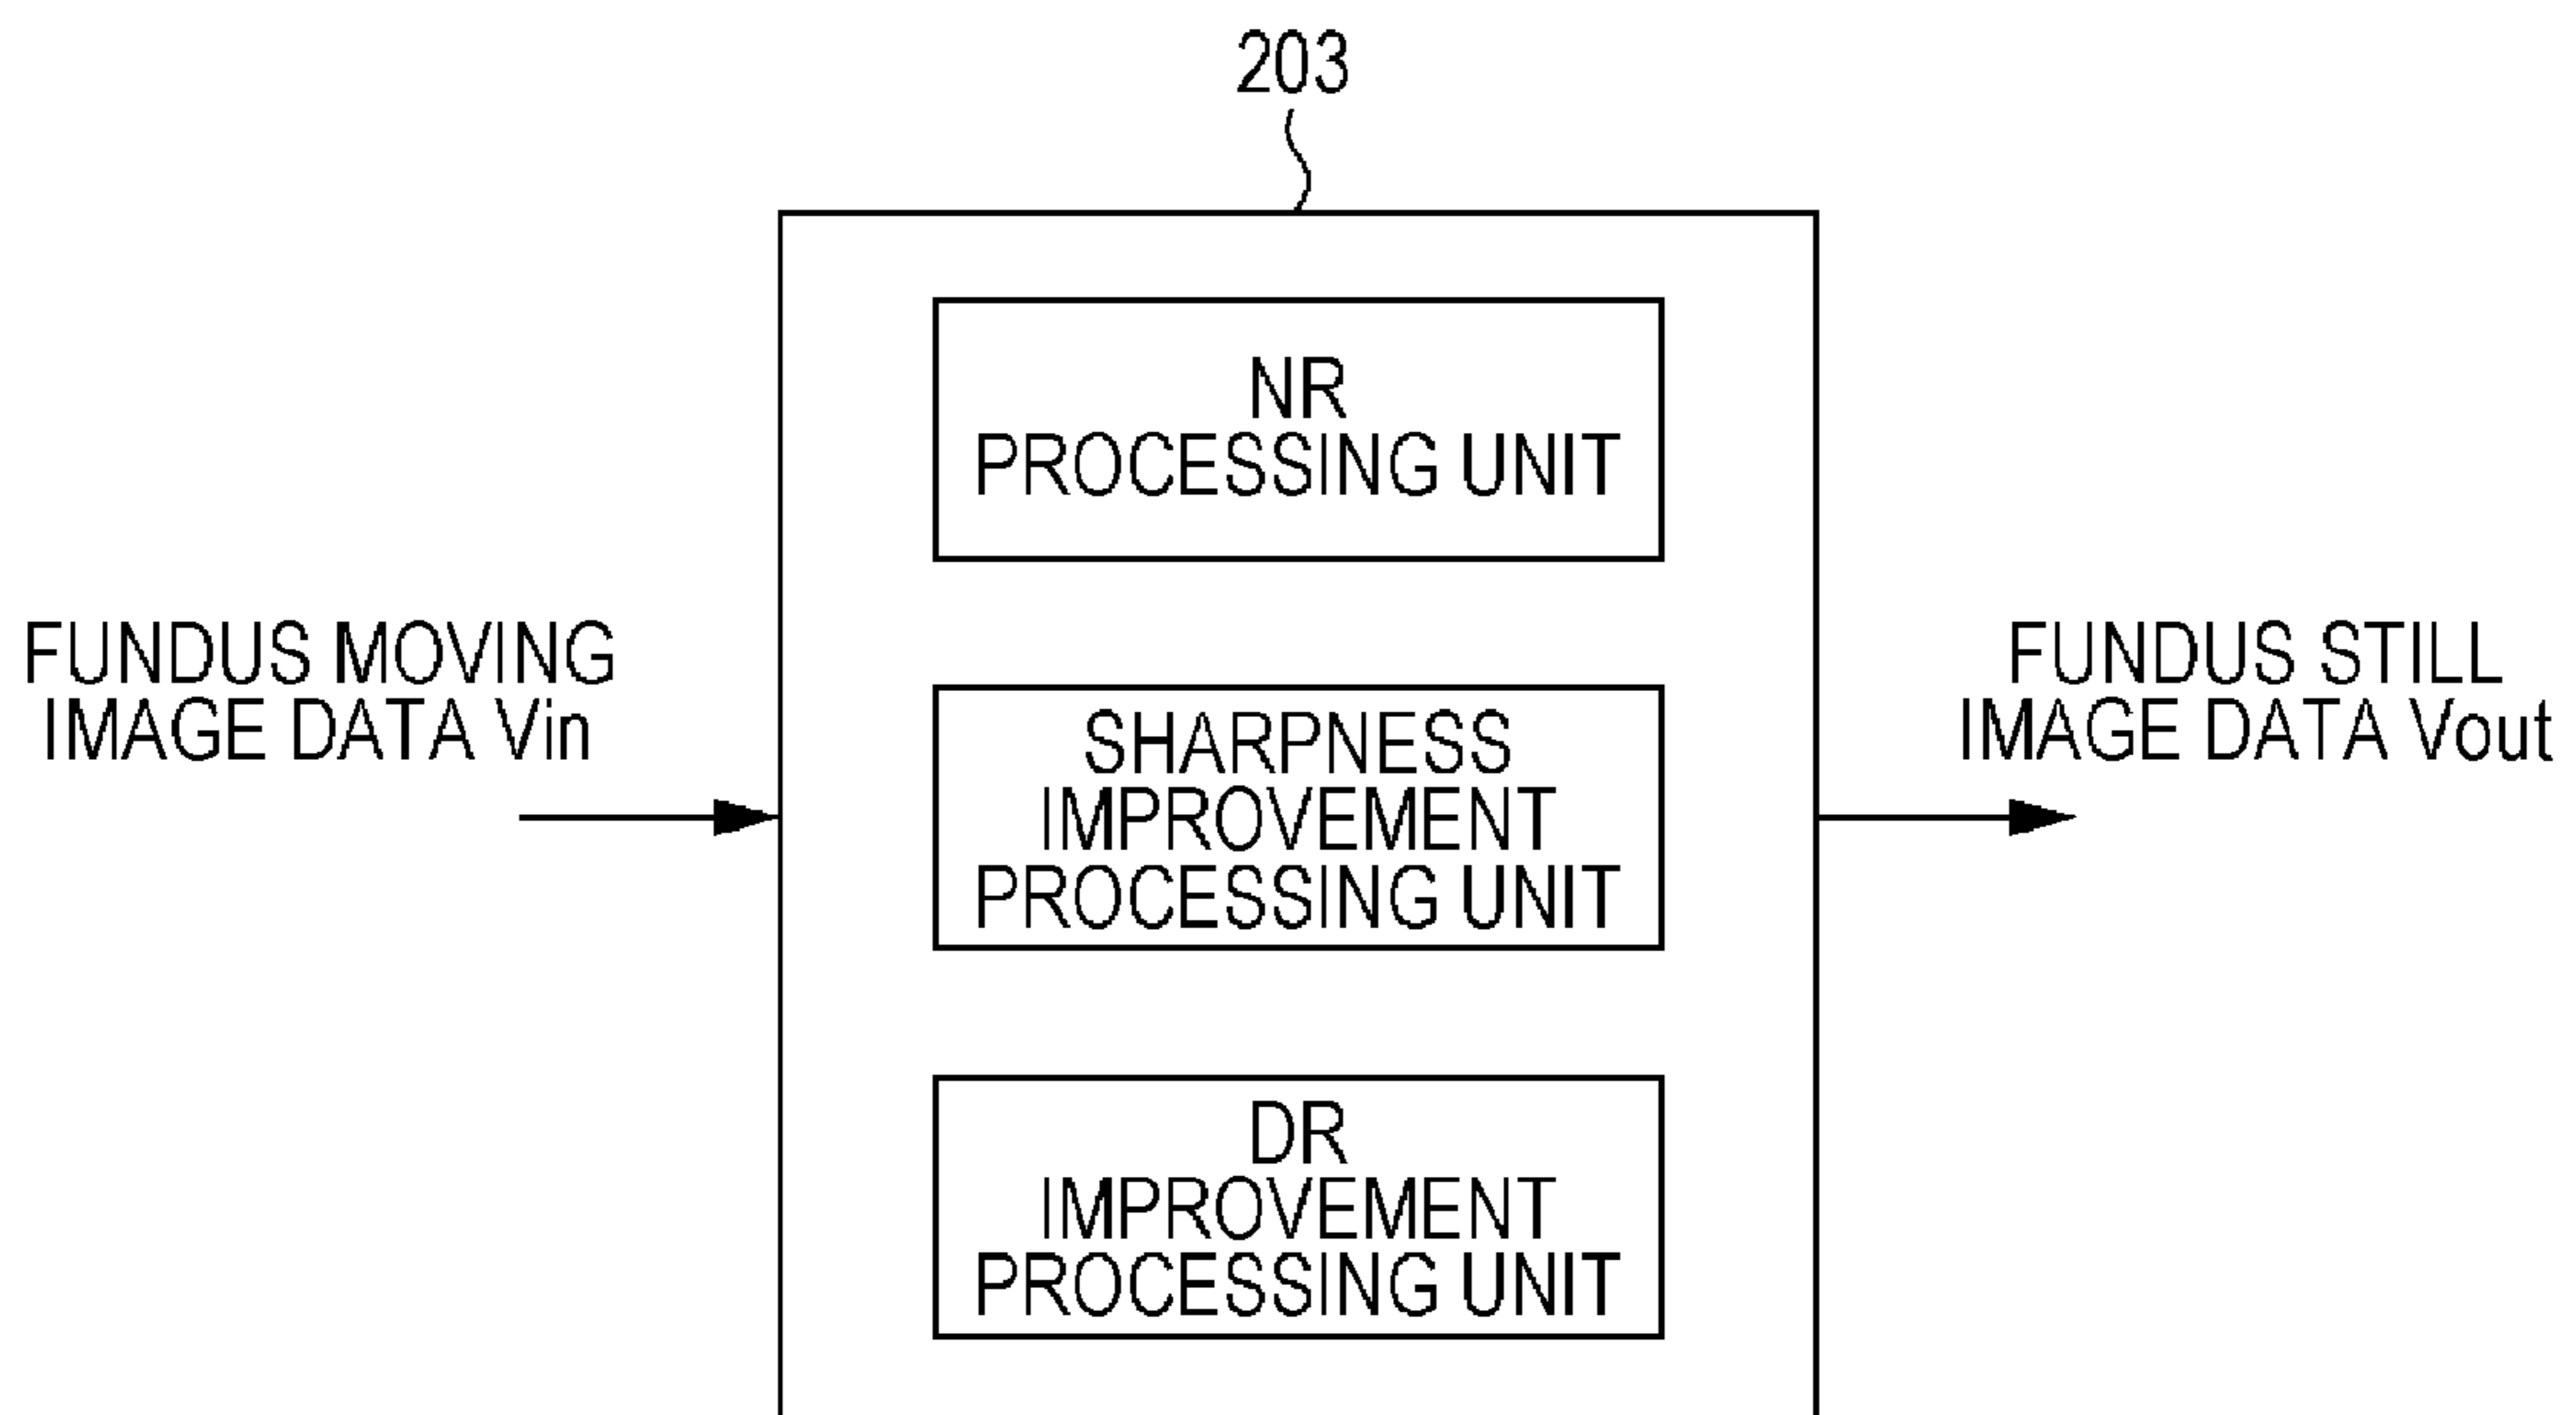 203
NR
PROCESSING UNIT
FUNDUS MOVING
IMAGE DATA Vin
SHARPNESS
IMPROVEMENT
PROCESSING UNIT
FUNDUS STILL
IMAGE DATA Vout
DR
IMPROVEMENT
PROCESSING UNIT